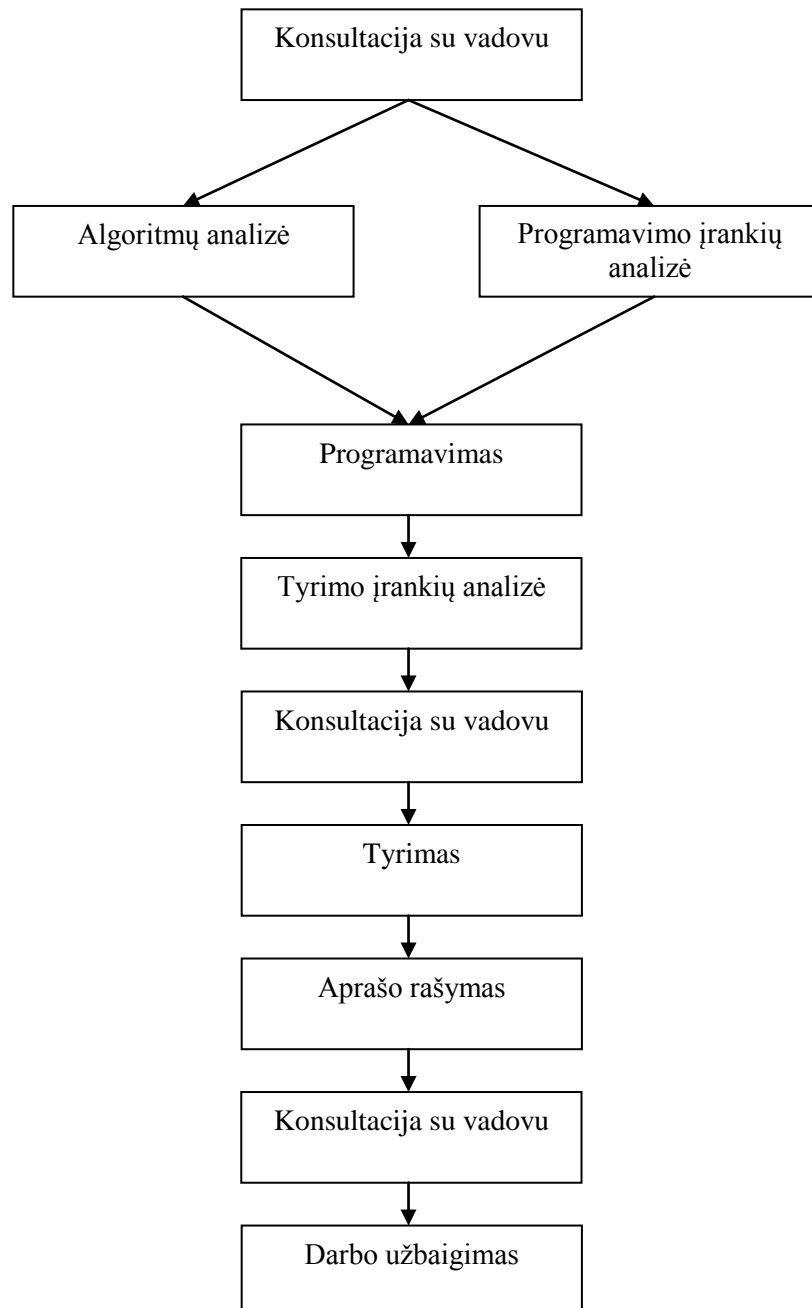 Konsultacija su vadovu
Algoritmų analizė
Programavimo įrankių
analizė
Programavimas
Tyrimo įrankių analizė
Konsultacija su vadovu
Tyrimas
Aprašo rašymas
Konsultacija su vadovu
Darbo užbaigimas